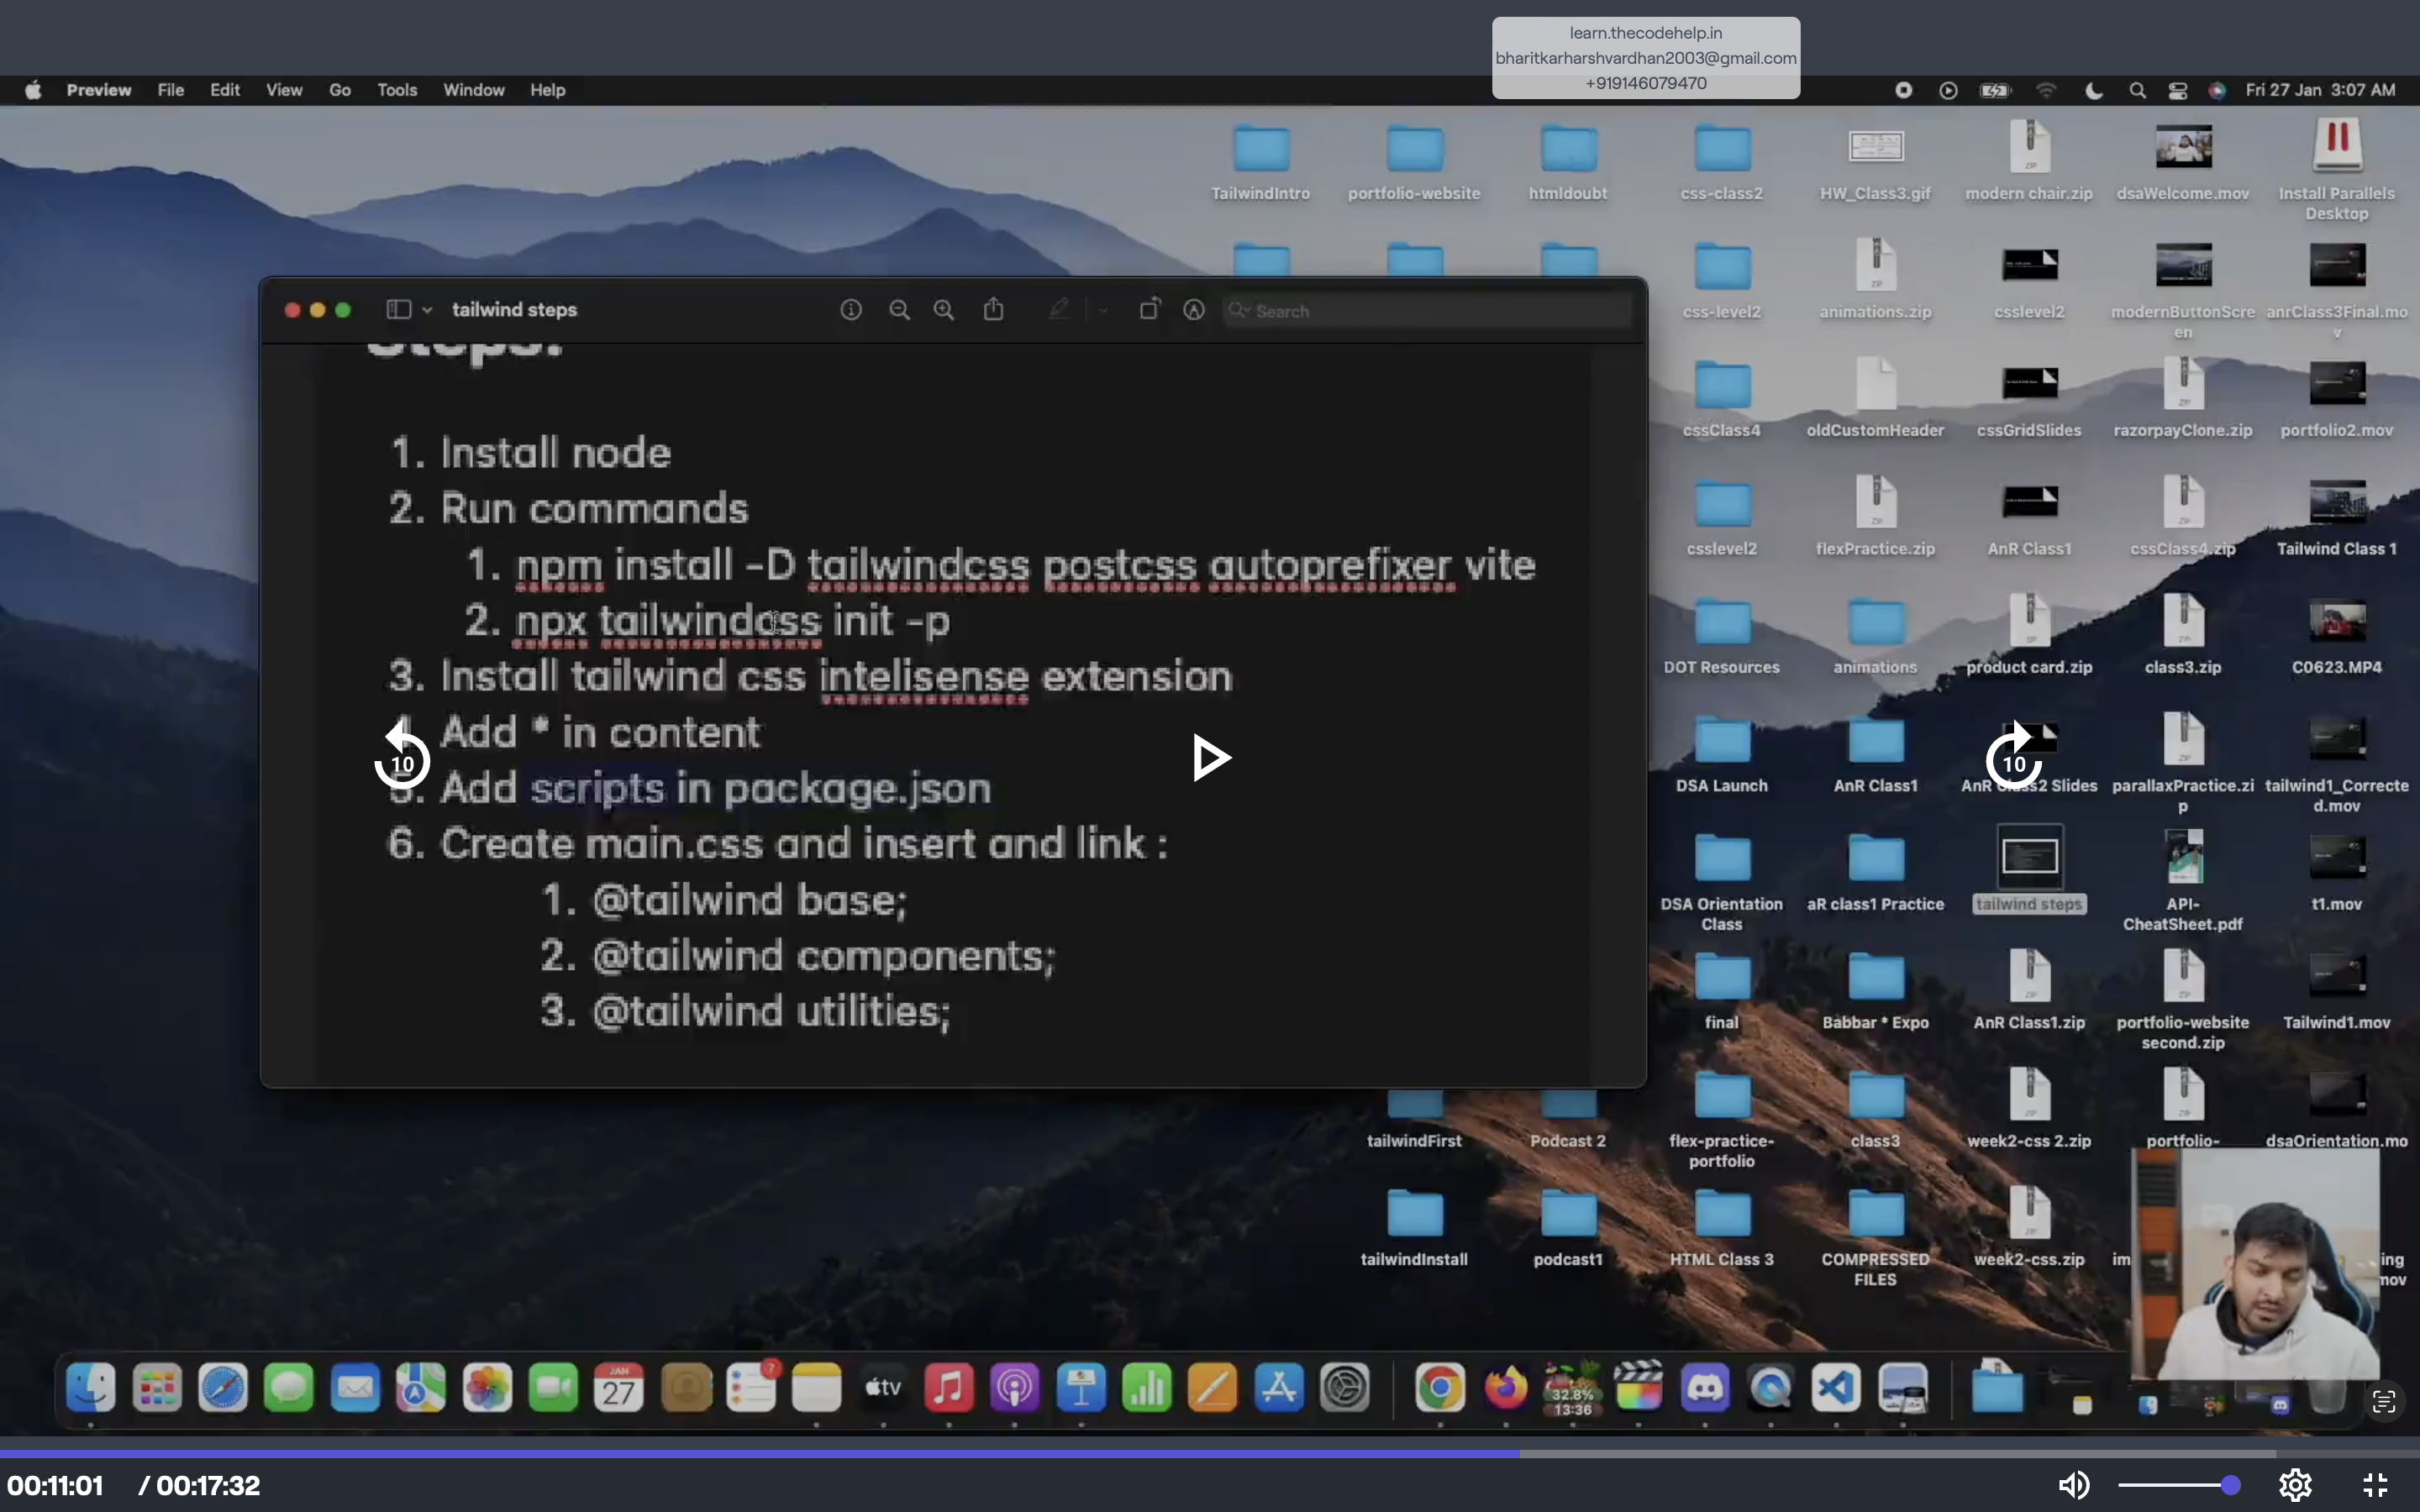 learn.thecodehelp.in
bharitkarharshvardhan2003@gmail.com
+919146079470
Preview File Edit View Go Tools Window Help
Fri 27 Jan 3:07 AM
TailwindIntro portfolio-website htmldoubt css-class2 HW_Class3.gif modern chair.zip dsaWelcome.mov Install Parallels Desktop
tailwind steps
Search
Steps:
1. Install node
2. Run commands
1. npm install -D tailwindcss postcss autoprefixer vite
2. npx tailwindcss init -p
3. Install tailwind css intelisense extension
Add * in content
5. Add scripts in package.json
6. Create main.css and insert and link :
1. @tailwind base;
2. @tailwind components;
3. @tailwind utilities;
css-level2 animations.zip csslevel2 modernButtonScreen anrClass3Final.mov
cssClass4 oldCustomHeader cssGridSlides razorpayClone.zip portfolio2.mov
csslevel2 flexPractice.zip AnR Class1 cssClass4.zip Tailwind Class 1
DOT Resources animations product card.zip class3.zip C0623.MP4
DSA Launch AnR Class1 AnR Class2 Slides parallaxPractice.zip tailwind1_Corrected.mov
DSA Orientation Class aR class1 Practice tailwind steps API-CheatSheet.pdf t1.mov
final Babbar * Expo AnR Class1.zip portfolio-website second.zip Tailwind1.mov
tailwindFirst Podcast 2 flex-practice-portfolio class3 week2-css 2.zip portfolio- dsaOrientation.mo
tailwindInstall podcast1 HTML Class 3 COMPRESSED FILES week2-css.zip im ing mov
10
10
JAN
27
7
tv
32.8%
13:36
00:11:01 / 00:17:32